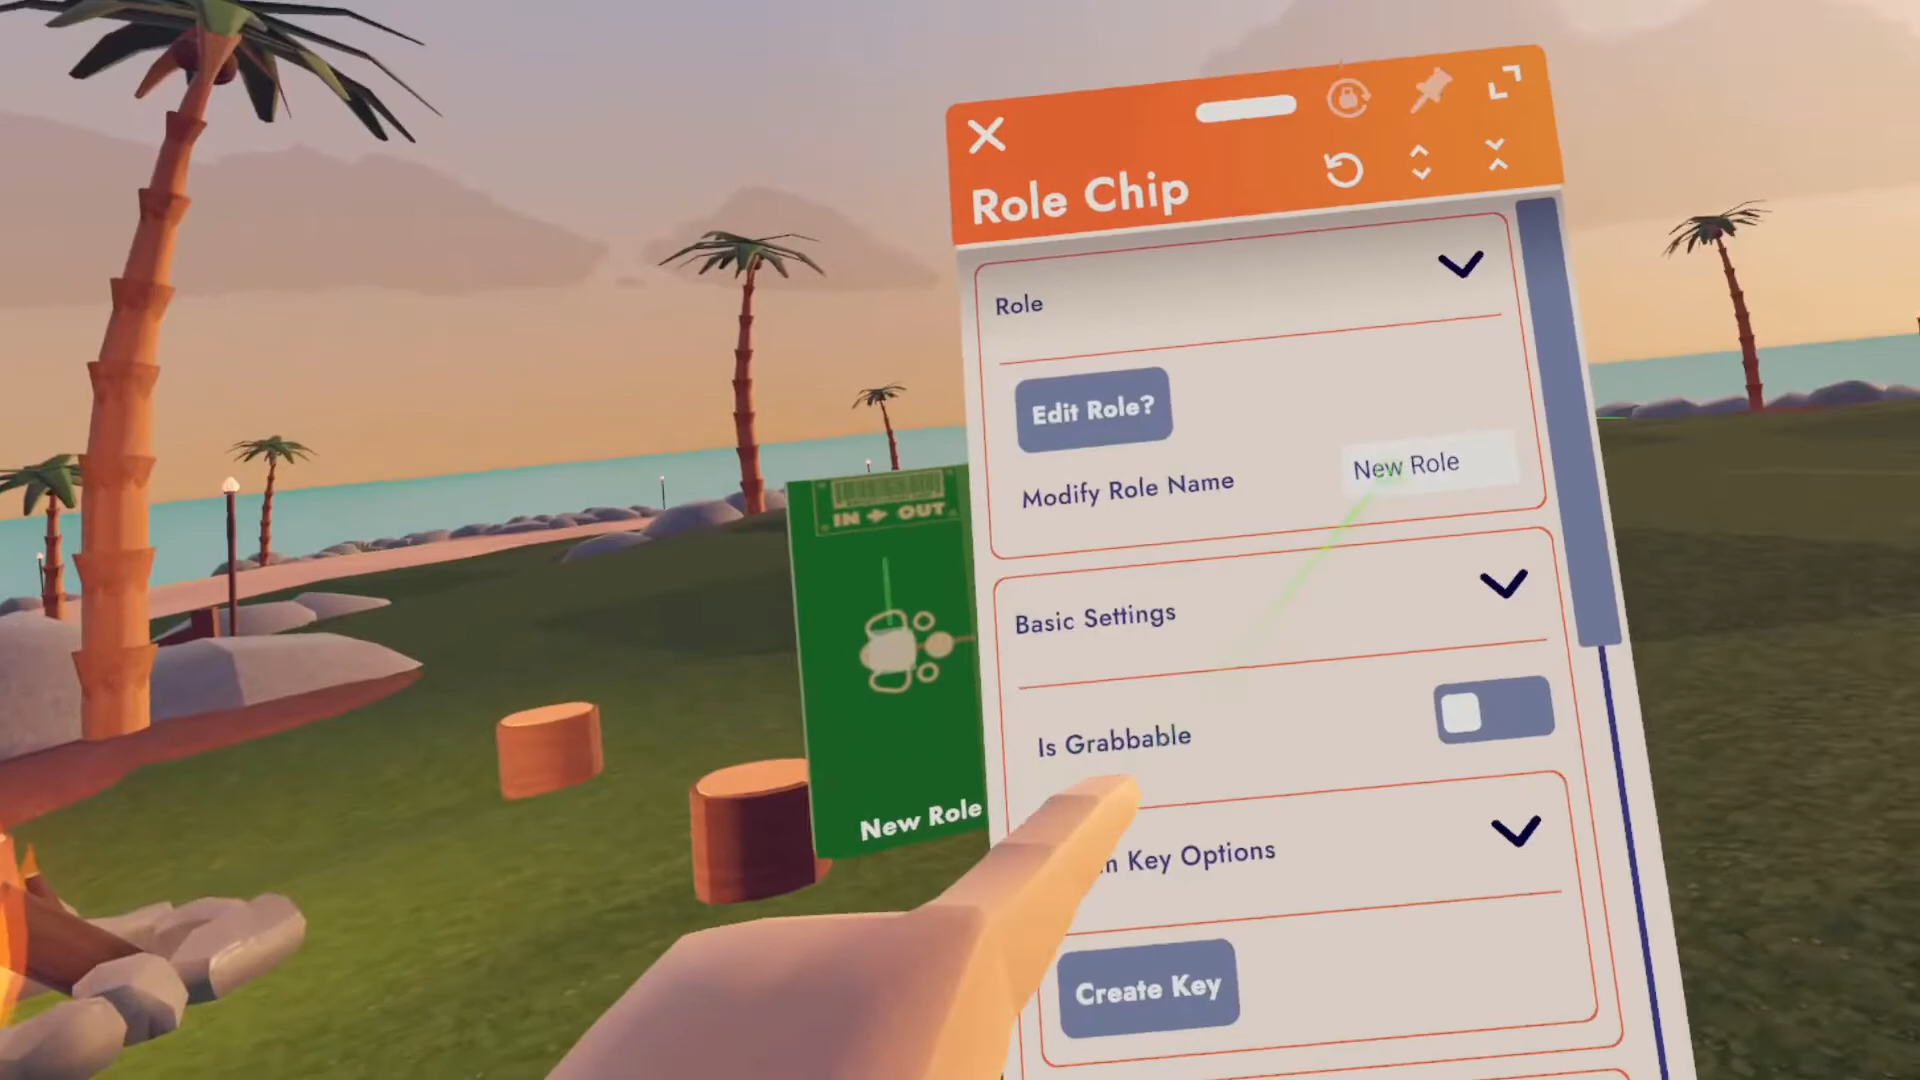 Role Chip
Role
Edit Role?
Modify Role Name
New Role
Basic Settings
Is Grabbable
Key Options
Create Key
IN OUT
New Role